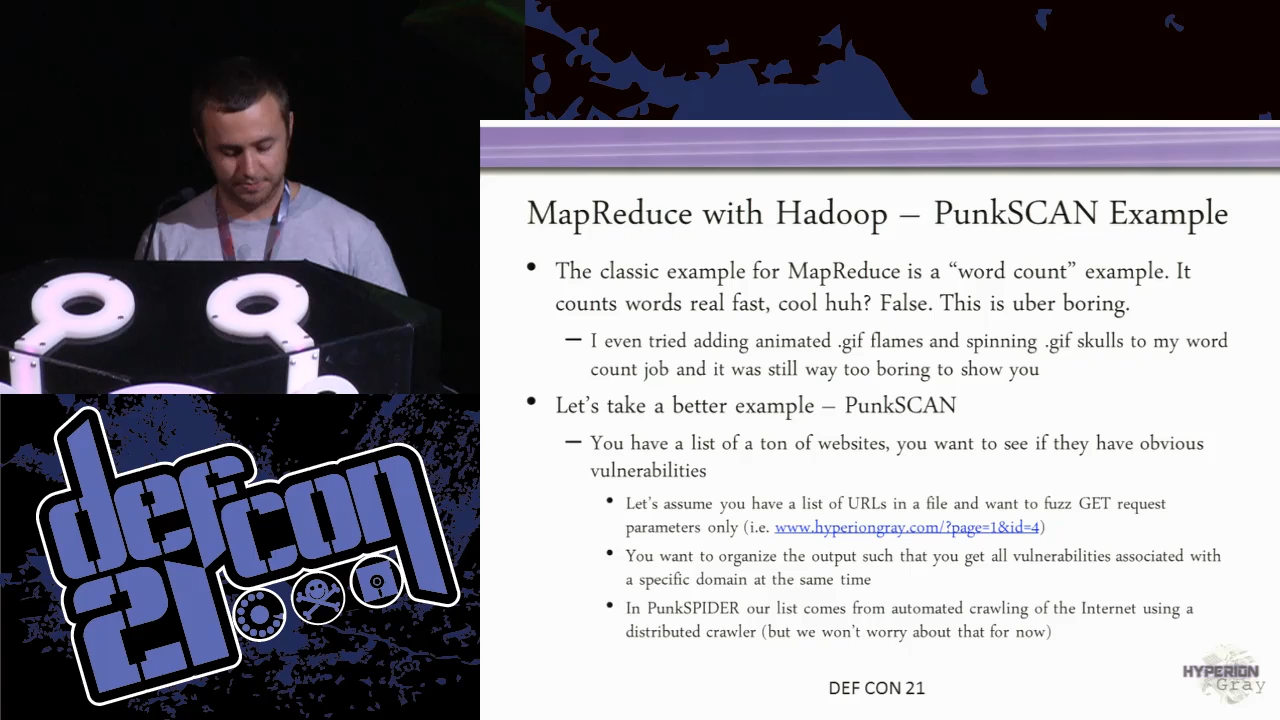 MapReduce with Hadoop – PunkSCAN Example
• The classic example for MapReduce is a “word count” example. It
counts words real fast, cool huh? False. This is uber boring.
– I even tried adding animated .gif flames and spinning .gif skulls to my word
count job and it was still way too boring to show you
• Let’s take a better example – PunkSCAN
– You have a list of a ton of websites, you want to see if they have obvious
vulnerabilities
• Let’s assume you have a list of URLs in a file and want to fuzz GET request
parameters only (i.e. www.hyperiongray.com/?page=1&id=4)
• You want to organize the output such that you get all vulnerabilities associated with
a specific domain at the same time
• In PunkSPIDER our list comes from automated crawling of the Internet using a
distributed crawler (but we won’t worry about that for now)
DEF CON 21
HYPERION
Gray
defcon
21